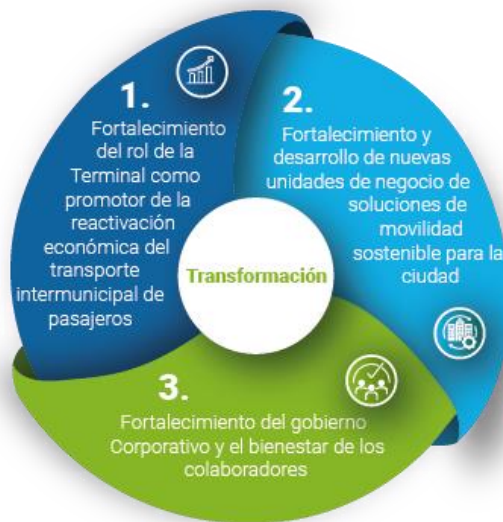 1.
Fortalecimiento
del rol de la
Terminal como
promotor de la
reactivación
económica del
transporte
intermunicipal de
pasajeros
2.
Fortalecimiento y
desarrollo de nuevas
unidades de negocio de
soluciones de
movilidad
sostenible para la
ciudad
Transformación
3.
Fortalecimiento del gobierno
Corporativo y el bienestar de los
colaboradores